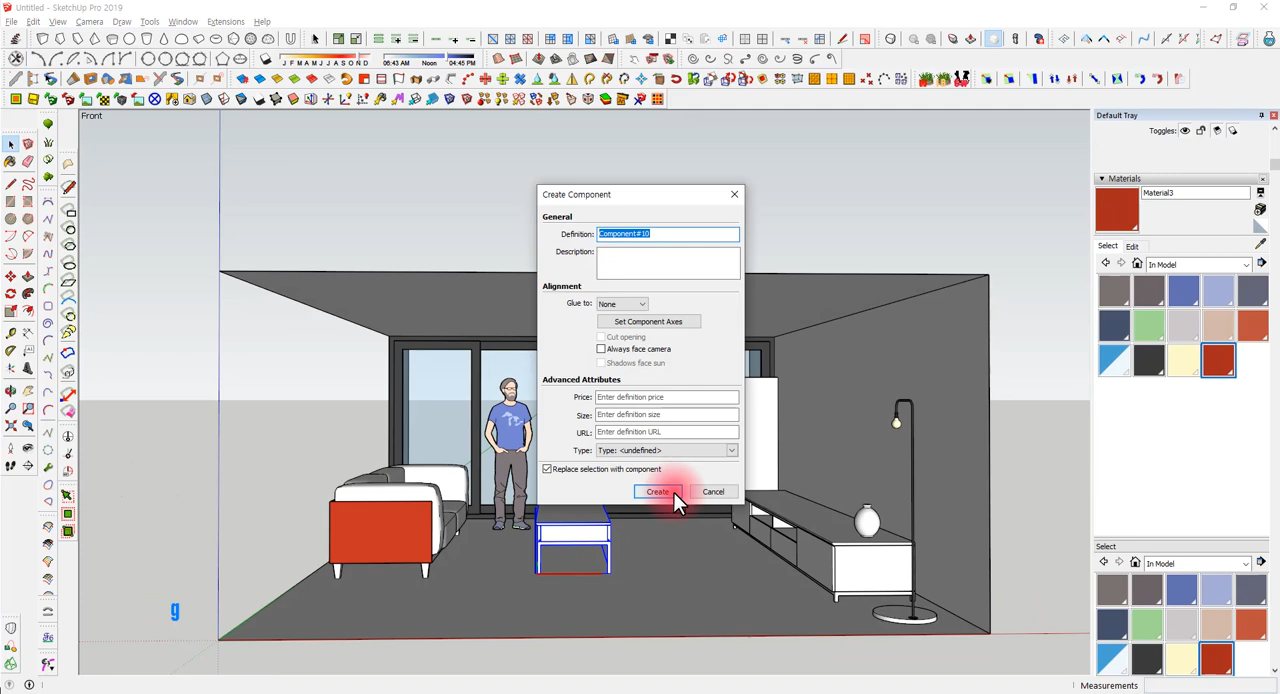 Untitled - SketchUp Pro 2019
File Edit View Camera Draw Tools Window Extensions Help
J F M A M J J A S O N D 06:43 AM Noon 04:45 PM
Front
Default Tray
Toggles:
Materials
Material3
Select Edit
In Model
Create Component
General
Definition: Component#10
Description:
Alignment
Glue to: None
Set Component Axes
Cut opening
Always face camera
Shadows face sun
Advanced Attributes
Price: Enter definition price
Size: Enter definition size
URL: Enter definition URL
Type: Type: <undefined>
Replace selection with component
Create Cancel
Select
In Model
g
Measurements